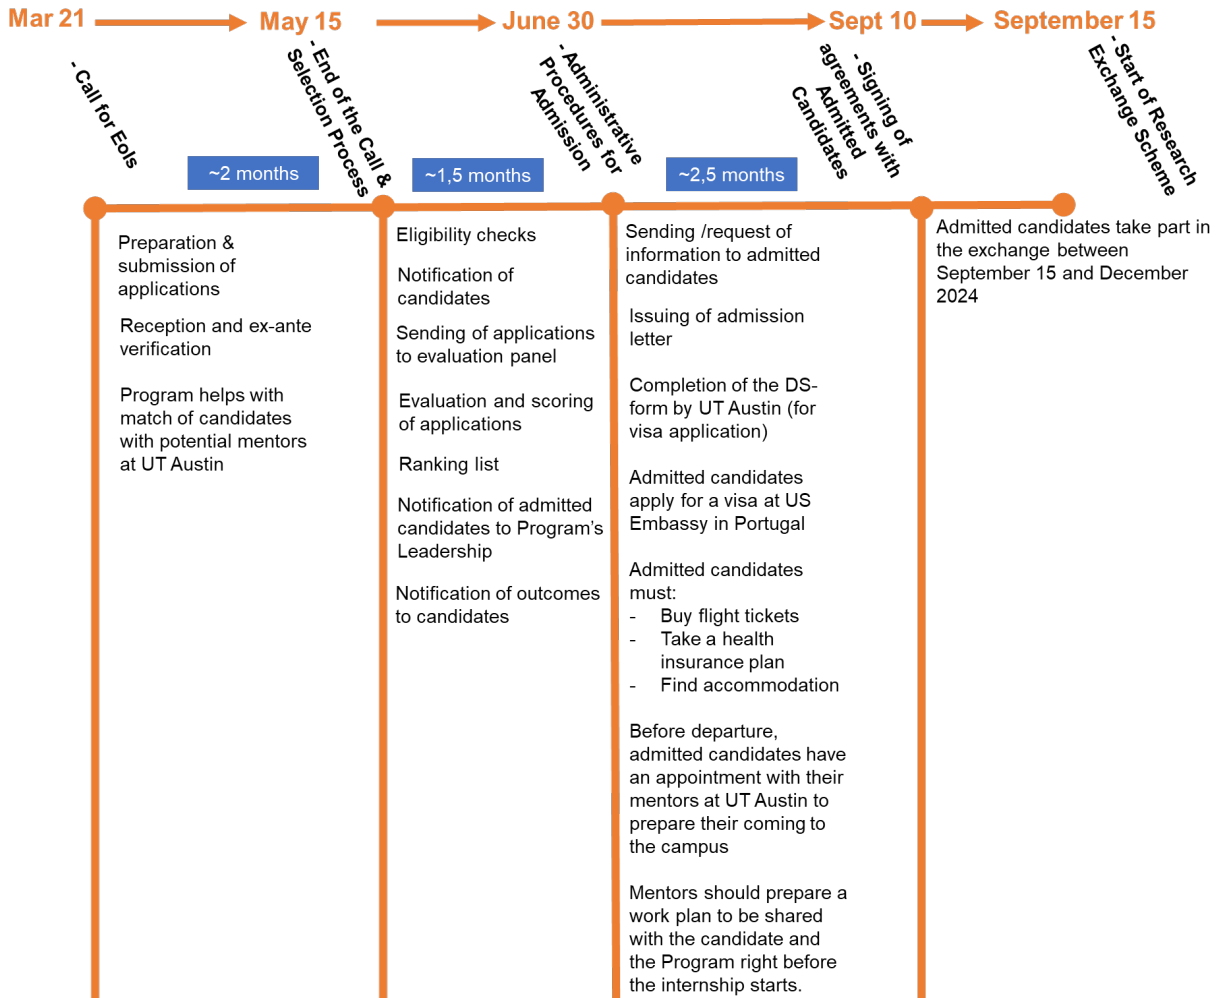 Mar 21
May 15
June 30
Sept 10
September 15
- Call for EoIs
- End of the Call &
Selection Process
- Administrative
Procedures for
Admission
- Signing of
agreements with
Admitted
Candidates
- Start of Research
Exchange Scheme
~2 months
~1,5 months
~2,5 months
Preparation &
submission of
applications
Reception and ex-ante
verification
Program helps with
match of candidates
with potential mentors
at UT Austin
Eligibility checks
Notification of
candidates
Sending of applications
to evaluation panel
Evaluation and scoring
of applications
Ranking list
Notification of admitted
candidates to Program's
Leadership
Notification of outcomes
to candidates
Sending /request of
information to admitted
candidates
Issuing of admission
letter
Completion of the DS-
form by UT Austin (for
visa application)
Admitted candidates
apply for a visa at US
Embassy in Portugal
Admitted candidates
must:
- Buy flight tickets
- Take a health
insurance plan
- Find accommodation
Before departure,
admitted candidates have
an appointment with their
mentors at UT Austin to
prepare their coming to
the campus
Mentors should prepare a
work plan to be shared
with the candidate and
the Program right before
the internship starts.
Admitted candidates take part in
the exchange between
September 15 and December
2024